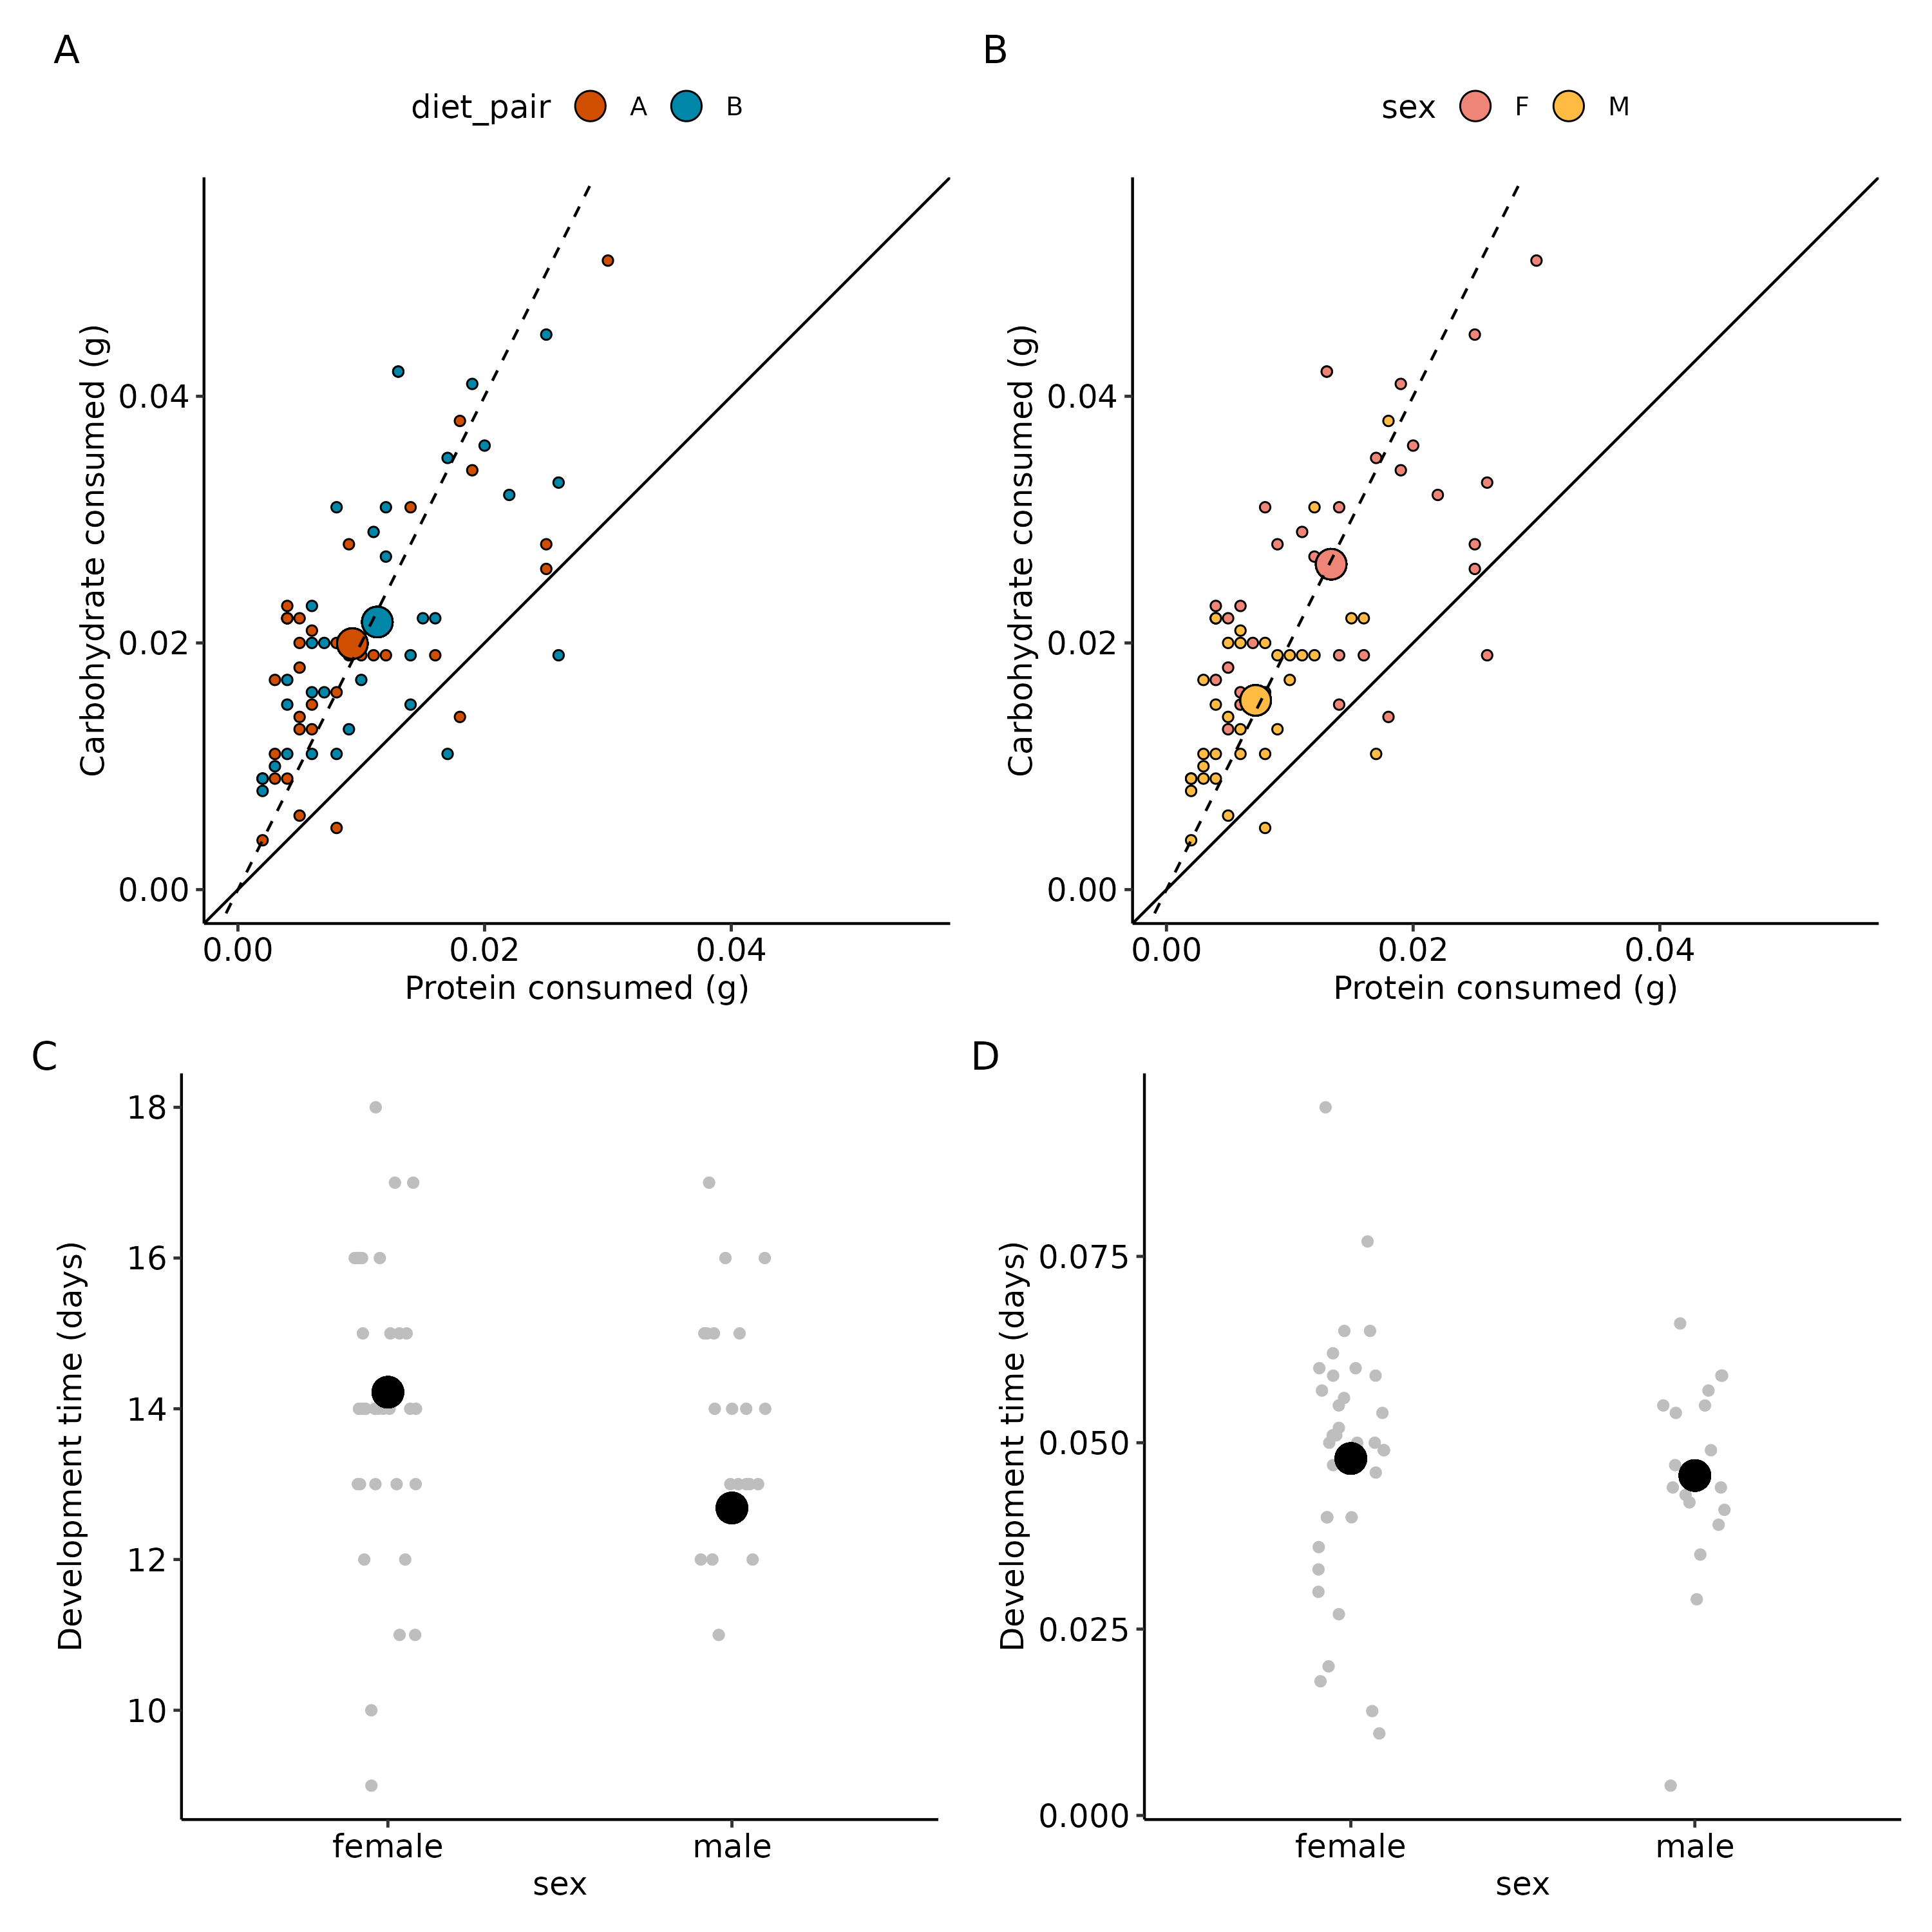 A
diet_pair A B
Carbohydrate consumed (g)
0.04
0.02
0.00
0.00 0.02 0.04
Protein consumed (g)
B
sex F M
Carbohydrate consumed (g)
0.04
0.02
0.00
0.00 0.02 0.04
Protein consumed (g)
C
Development time (days)
18
16
14
12
10
female male
sex
D
Development time (days)
0.075
0.050
0.025
0.000
female male
sex